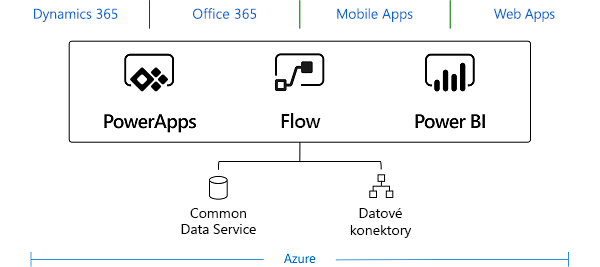 Dynamics 365
Office 365
Mobile Apps
Web Apps
PowerApps
Flow
Power BI
Common
Data Service
Datové
konektory
Azure